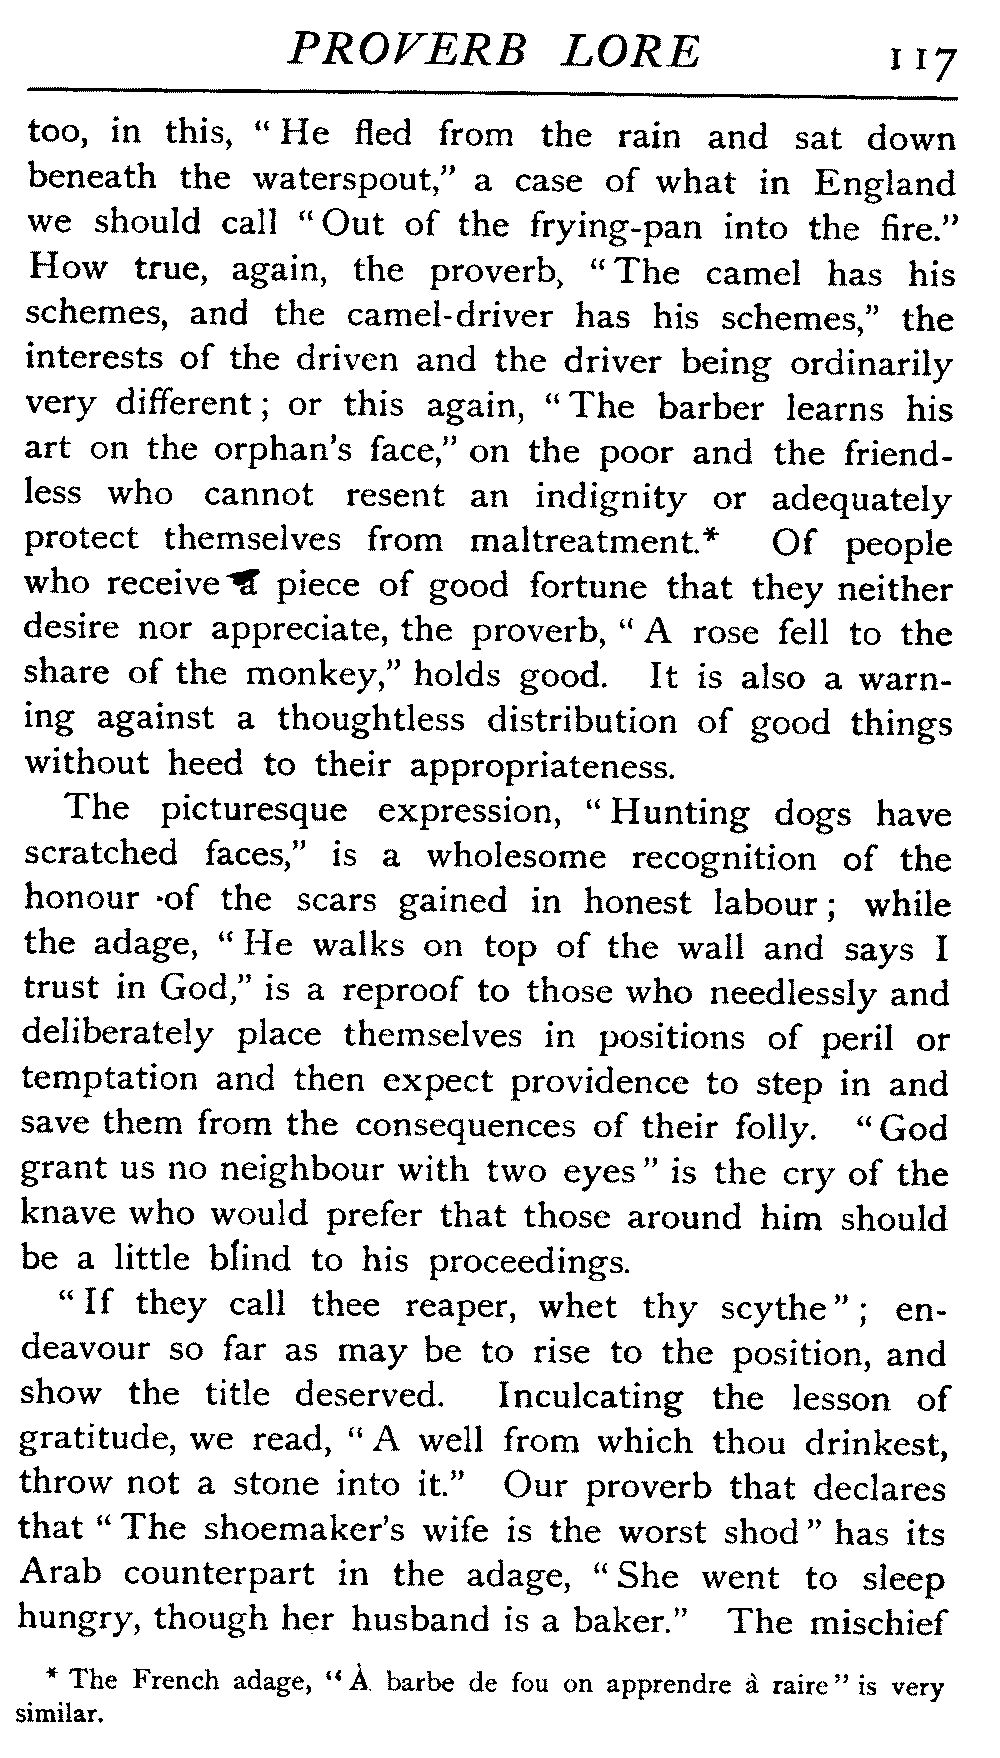 PROVERB LORE 117
too, in this, “He fled from the rain and sat down
beneath the waterspout,” a case of what in England
we should call “Out of the frying-pan into the fire.”
How true, again, the proverb, “The camel has his
schemes, and the camel-driver has his schemes,” the
interests of the driven and the driver being ordinarily
very different; or this again, “The barber learns his
art on the orphan’s face,” on the poor and the friend-
less who cannot resent an indignity or adequately
protect themselves from maltreatment.* Of people
who receive a piece of good fortune that they neither
desire nor appreciate, the proverb, “A rose fell to the
share of the monkey,” holds good. It is also a warn-
ing against a thoughtless distribution of good things
without heed to their appropriateness.
The picturesque expression, “Hunting dogs have
scratched faces,” is a wholesome recognition of the
honour of the scars gained in honest labour; while
the adage, “He walks on top of the wall and says I
trust in God,” is a reproof to those who needlessly and
deliberately place themselves in positions of peril or
temptation and then expect providence to step in and
save them from the consequences of their folly. “God
grant us no neighbour with two eyes” is the cry of the
knave who would prefer that those around him should
be a little blind to his proceedings.
“If they call thee reaper, whet thy scythe”; en-
deavour so far as may be to rise to the position, and
show the title deserved. Inculcating the lesson of
gratitude, we read, “A well from which thou drinkest,
throw not a stone into it.” Our proverb that declares
that “The shoemaker’s wife is the worst shod” has its
Arab counterpart in the adage, “She went to sleep
hungry, though her husband is a baker.” The mischief
* The French adage, “À barbe de fou on apprendre à raire” is very
similar.